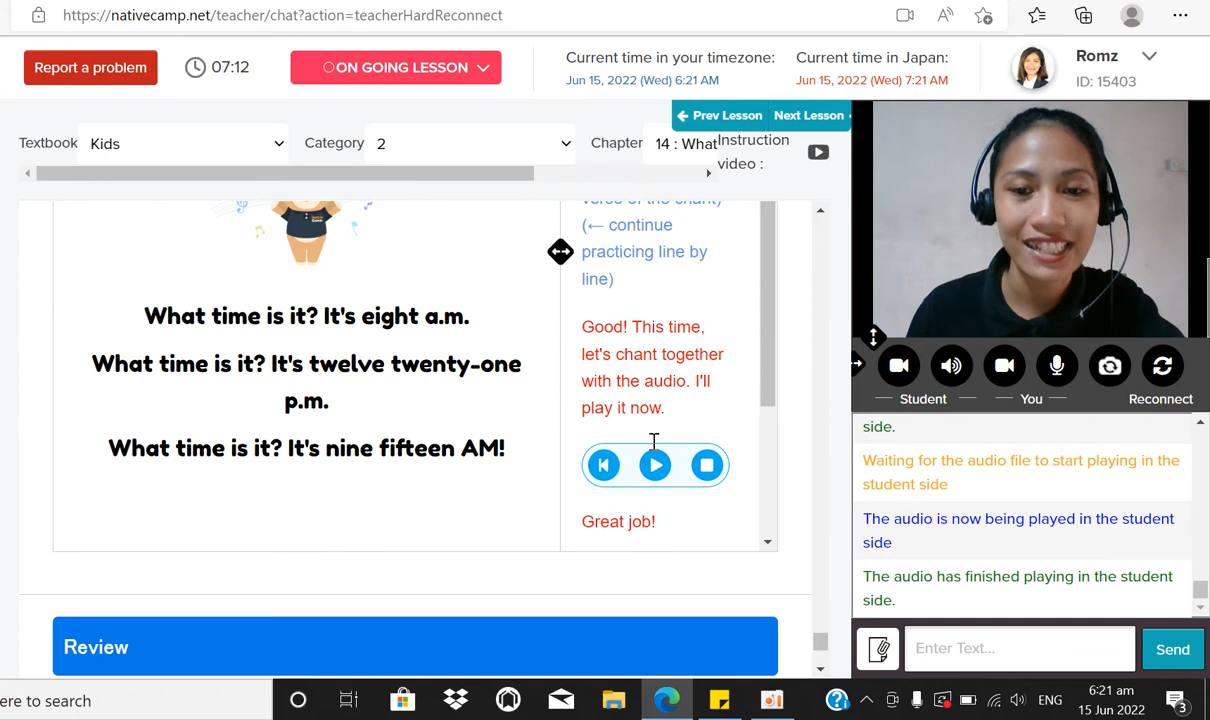 https://nativecamp.net/teacher/chat?action=teacherHardReconnect
Report a problem
07:12
ON GOING LESSON
Current time in your timezone:
Jun 15, 2022 (Wed) 6:21 AM
Current time in Japan:
Jun 15, 2022 (Wed) 7:21 AM
Romz
ID: 15403
Prev Lesson
Next Lesson
Textbook
Kids
Category
2
Chapter
14 : What
Instruction
video :
verse of the chant)
(← continue
practicing line by
line)
What time is it? It's eight a.m.
What time is it? It's twelve twenty-one
p.m.
What time is it? It's nine fifteen AM!
Good! This time,
let's chant together
with the audio. I'll
play it now.
Great job!
Review
Student
You
Reconnect
side.
Waiting for the audio file to start playing in the
student side
The audio is now being played in the student
side
The audio has finished playing in the student
side.
Enter Text...
Send
ere to search
ENG
6:21 am
15 Jun 2022
3